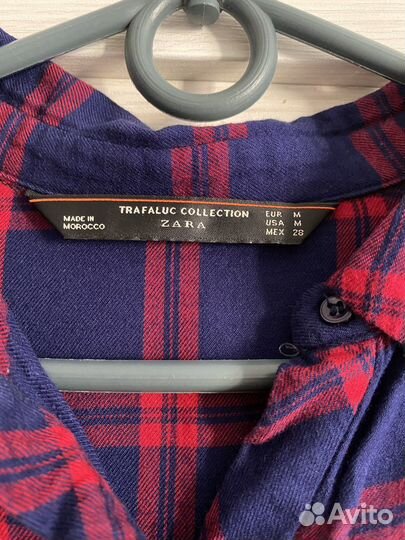 TRAFALUC COLLECTION
ZARA
MADE IN
MOROCCO
EUR M
USA M
MEX 28
Avito